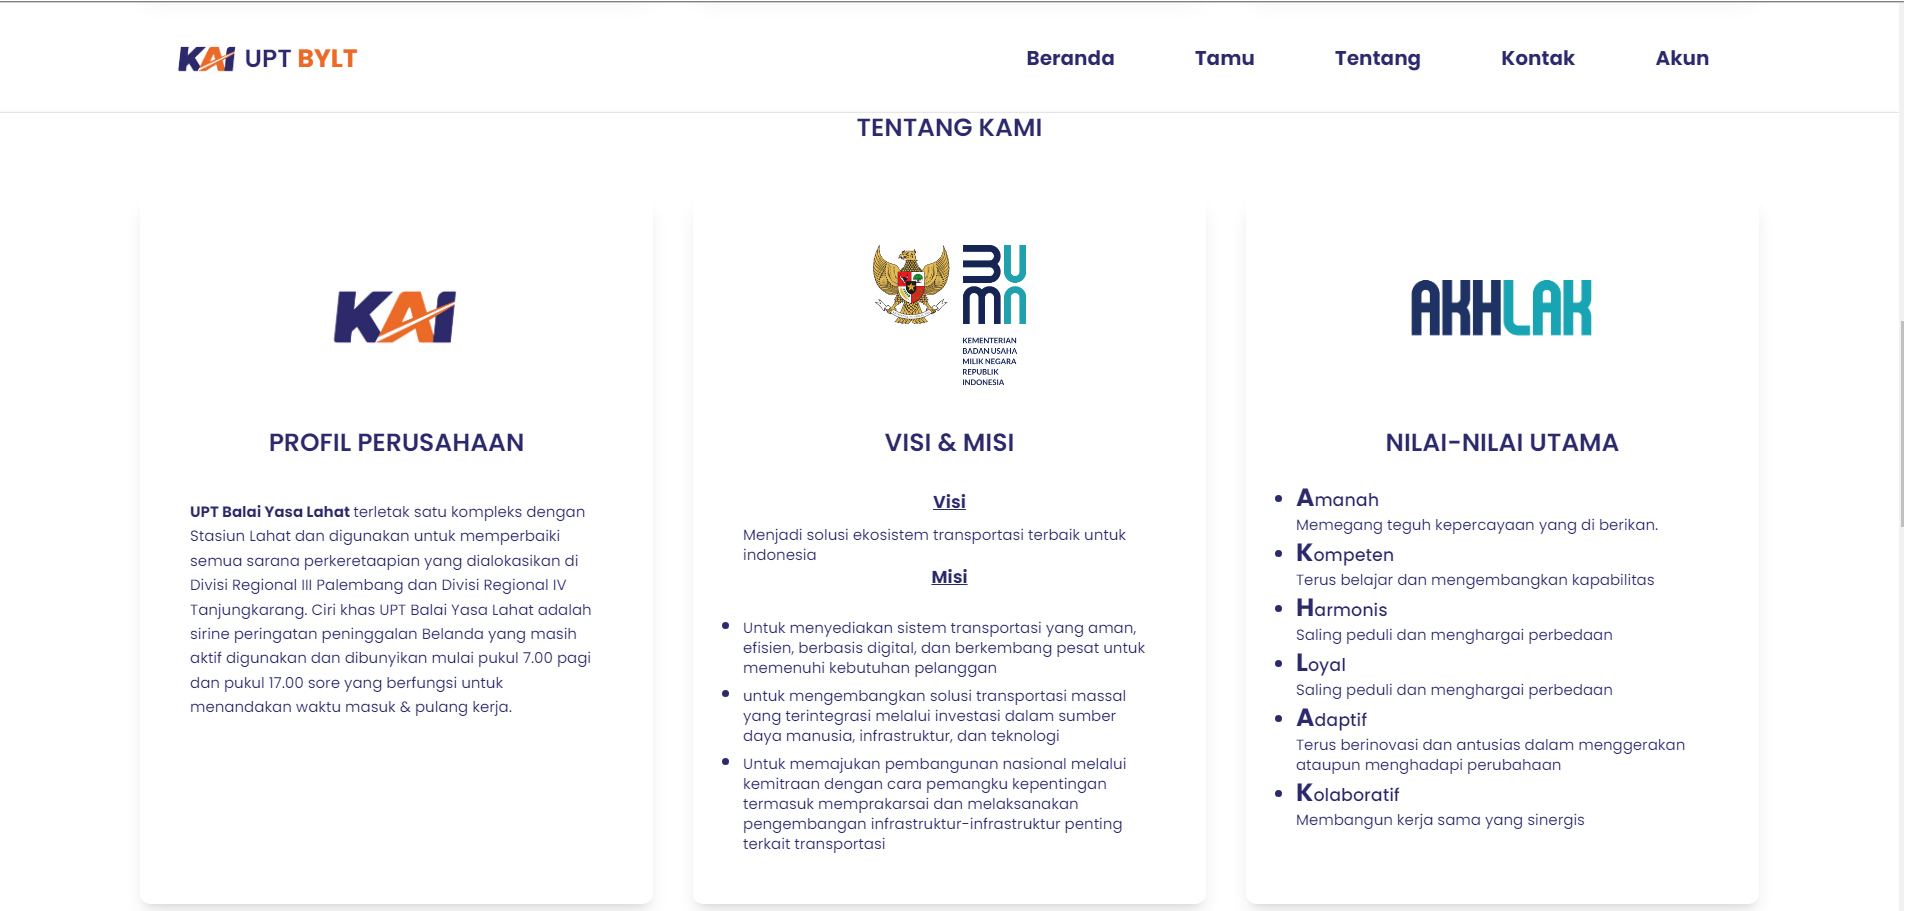 KAI UPT BYLT
Beranda
Tamu
Tentang
Kontak
Akun
TENTANG KAMI
KAI
PROFIL PERUSAHAAN
UPT Balai Yasa Lahat terletak satu kompleks dengan
Stasiun Lahat dan digunakan untuk memperbaiki
semua sarana perkeretaapian yang dialokasikan di
Divisi Regional III Palembang dan Divisi Regional IV
Tanjungkarang. Ciri khas UPT Balai Yasa Lahat adalah
sirine peringatan peninggalan Belanda yang masih
aktif digunakan dan dibunyikan mulai pukul 7.00 pagi
dan pukul 17.00 sore yang berfungsi untuk
menandakan waktu masuk & pulang kerja.
BUMN
KEMENTERIAN
BADAN USAHA
MILIK NEGARA
REPUBLIK
INDONESIA
VISI & MISI
Visi
Menjadi solusi ekosistem transportasi terbaik untuk
indonesia
Misi
Untuk menyediakan sistem transportasi yang aman,
efisien, berbasis digital, dan berkembang pesat untuk
memenuhi kebutuhan pelanggan
untuk mengembangkan solusi transportasi massal
yang terintegrasi melalui investasi dalam sumber
daya manusia, infrastruktur, dan teknologi
Untuk memajukan pembangunan nasional melalui
kemitraan dengan cara pemangku kepentingan
termasuk memprakarsai dan melaksanakan
pengembangan infrastruktur-infrastruktur penting
terkait transportasi
AKHLAK
NILAI-NILAI UTAMA
Amanah
Memegang teguh kepercayaan yang di berikan.
Kompeten
Terus belajar dan mengembangkan kapabilitas
Harmonis
Saling peduli dan menghargai perbedaan
Loyal
Saling peduli dan menghargai perbedaan
Adaptif
Terus berinovasi dan antusias dalam menggerakan
ataupun menghadapi perubahaan
Kolaboratif
Membangun kerja sama yang sinergis